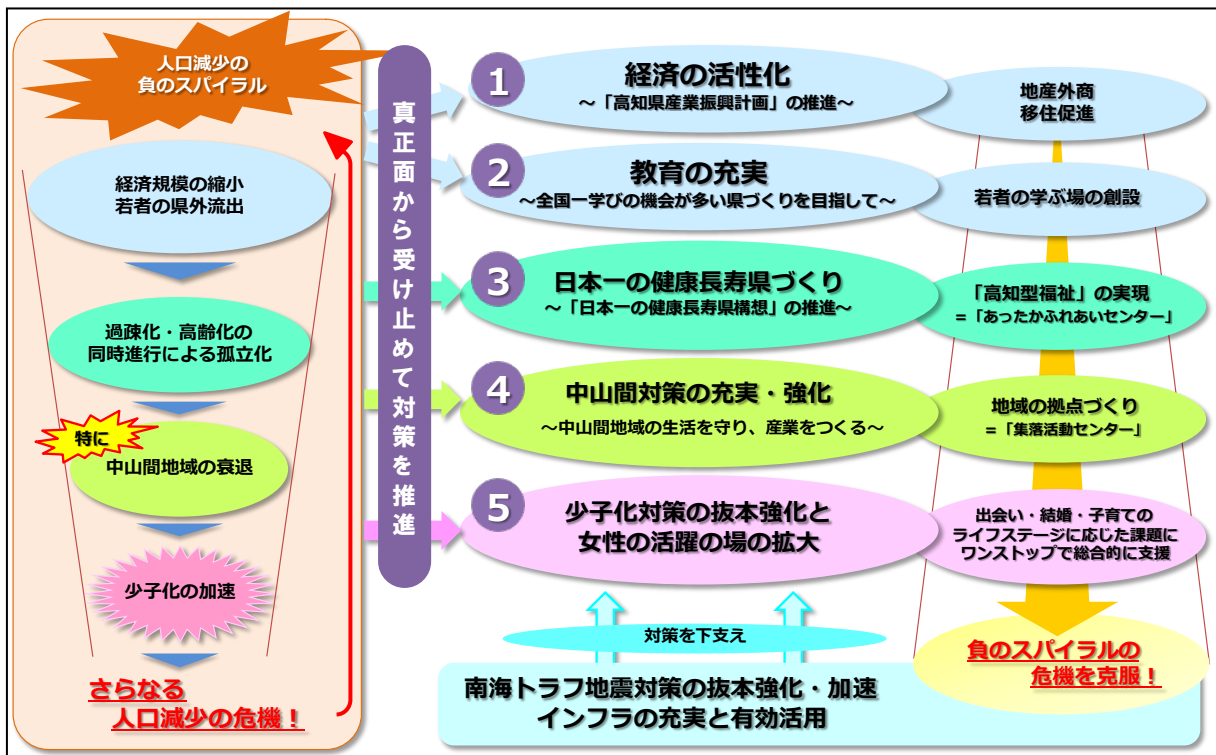 人口減少の
負のスパイラル
経済規模の縮小
若者の県外流出
過疎化・高齢化の
同時進行による孤立化
特に
中山間地域の衰退
少子化の加速
さらなる
人口減少の危機！
真正面から受け止めて対策を推進
1
経済の活性化
～「高知県産業振興計画」の推進～
地産外商
移住促進
2
教育の充実
～全国一学びの機会が多い県づくりを目指して～
若者の学ぶ場の創設
3
日本一の健康長寿県づくり
～「日本一の健康長寿県構想」の推進～
「高知型福祉」の実現
＝「あったかふれあいセンター」
4
中山間対策の充実・強化
～中山間地域の生活を守り、産業をつくる～
地域の拠点づくり
＝「集落活動センター」
5
少子化対策の抜本強化と
女性の活躍の場の拡大
出会い・結婚・子育ての
ライフステージに応じた課題に
ワンストップで総合的に支援
対策を下支え
南海トラフ地震対策の抜本強化・加速
インフラの充実と有効活用
負のスパイラルの
危機を克服！